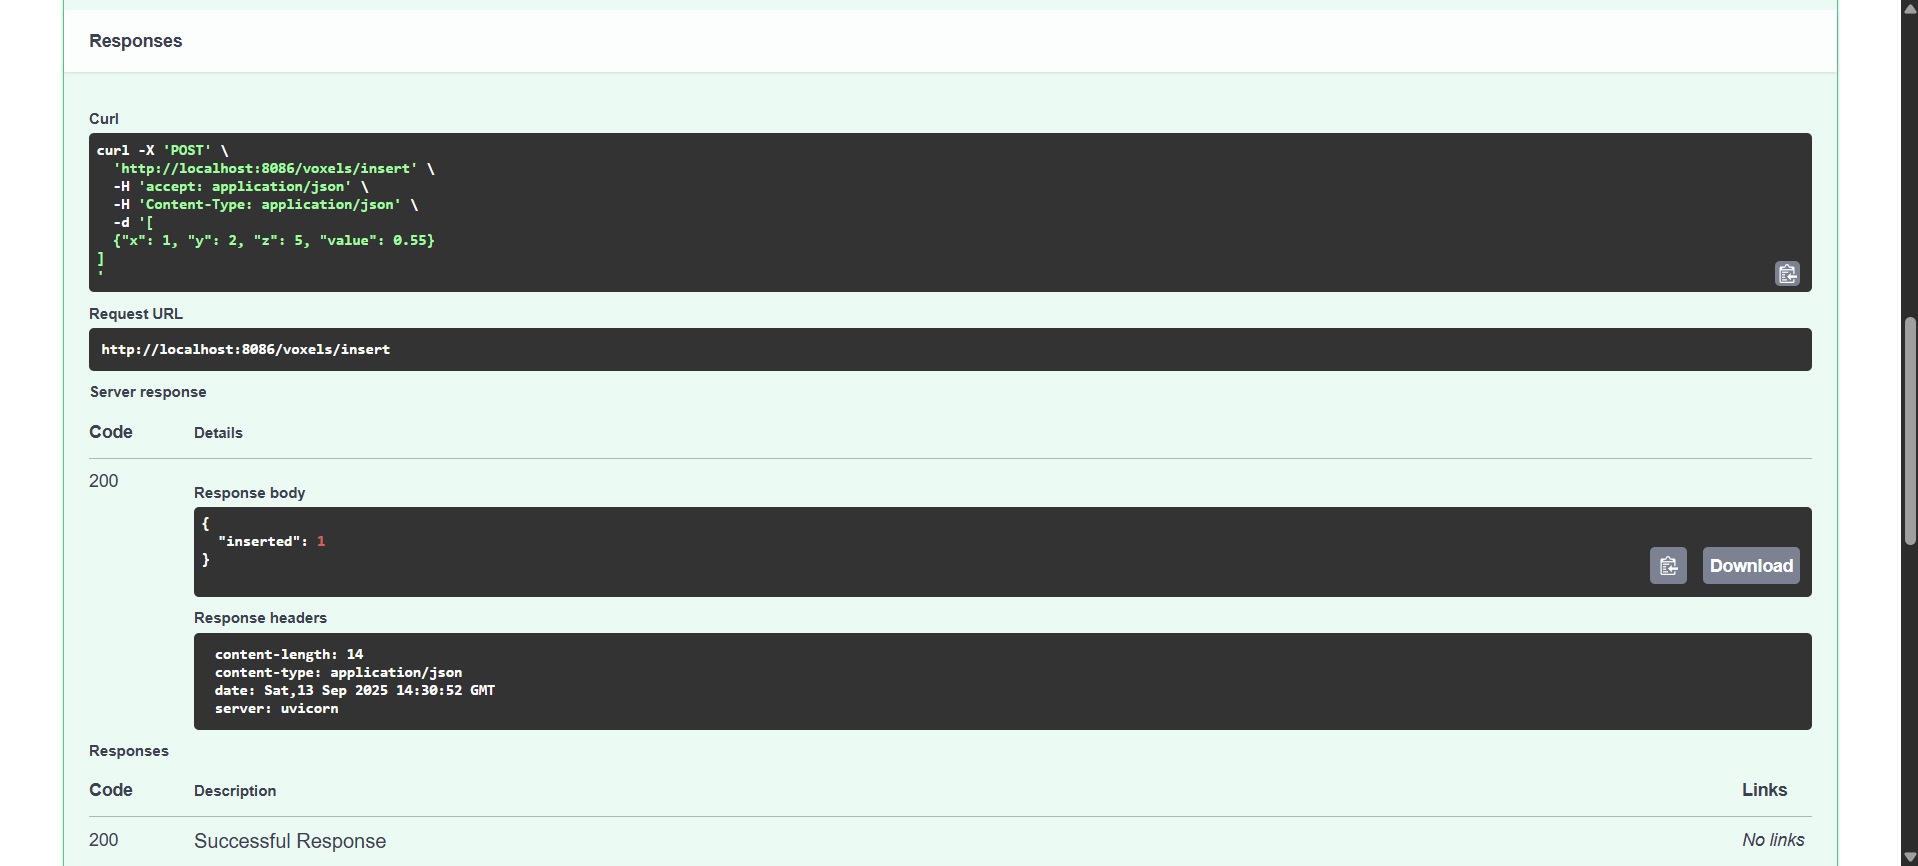 Responses
Curl
curl -X 'POST' \
  'http://localhost:8086/voxels/insert' \
  -H 'accept: application/json' \
  -H 'Content-Type: application/json' \
  -d '[
  {"x": 1, "y": 2, "z": 5, "value": 0.55}
]
'
Request URL
http://localhost:8086/voxels/insert
Server response
Code Details
200
Response body
{
  "inserted": 1
}
Download
Response headers
content-length: 14
content-type: application/json
date: Sat,13 Sep 2025 14:30:52 GMT
server: uvicorn
Responses
Code Description Links
200 Successful Response No links